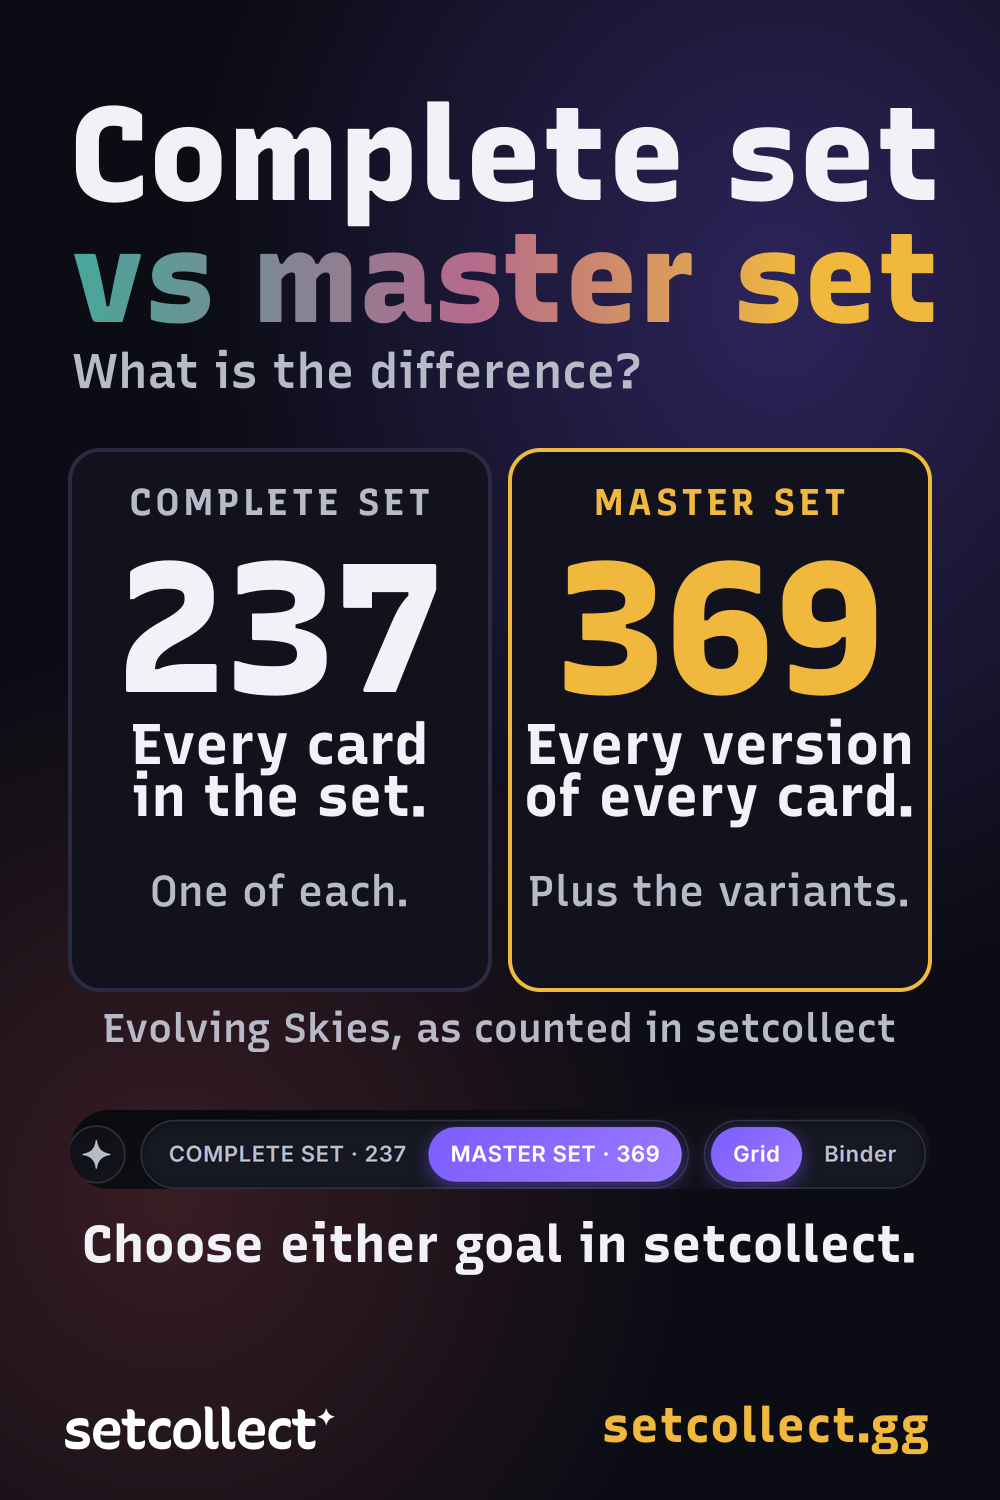 Complete set
vs master set
What is the difference?
COMPLETE SET
237
Every card
in the set.
One of each.
MASTER SET
369
Every version
of every card.
Plus the variants.
Evolving Skies, as counted in setcollect
COMPLETE SET · 237 MASTER SET · 369 Grid Binder
Choose either goal in setcollect.
setcollect
setcollect.gg